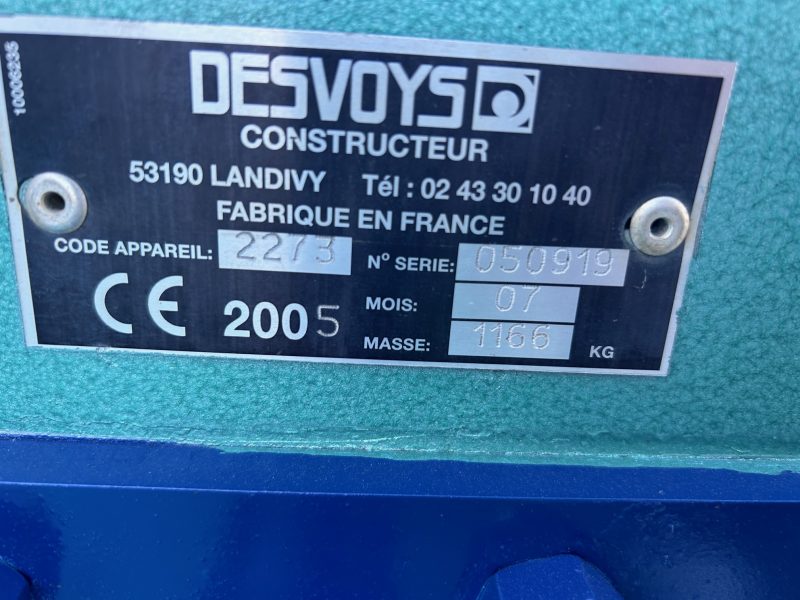 10006235
DESVOYS
CONSTRUCTEUR
53190 LANDIVY Tél : 02 43 30 10 40
FABRIQUE EN FRANCE
CODE APPAREIL: 2273 N° SERIE: 050919
CE 2005 MOIS: 07
MASSE: 1166 KG